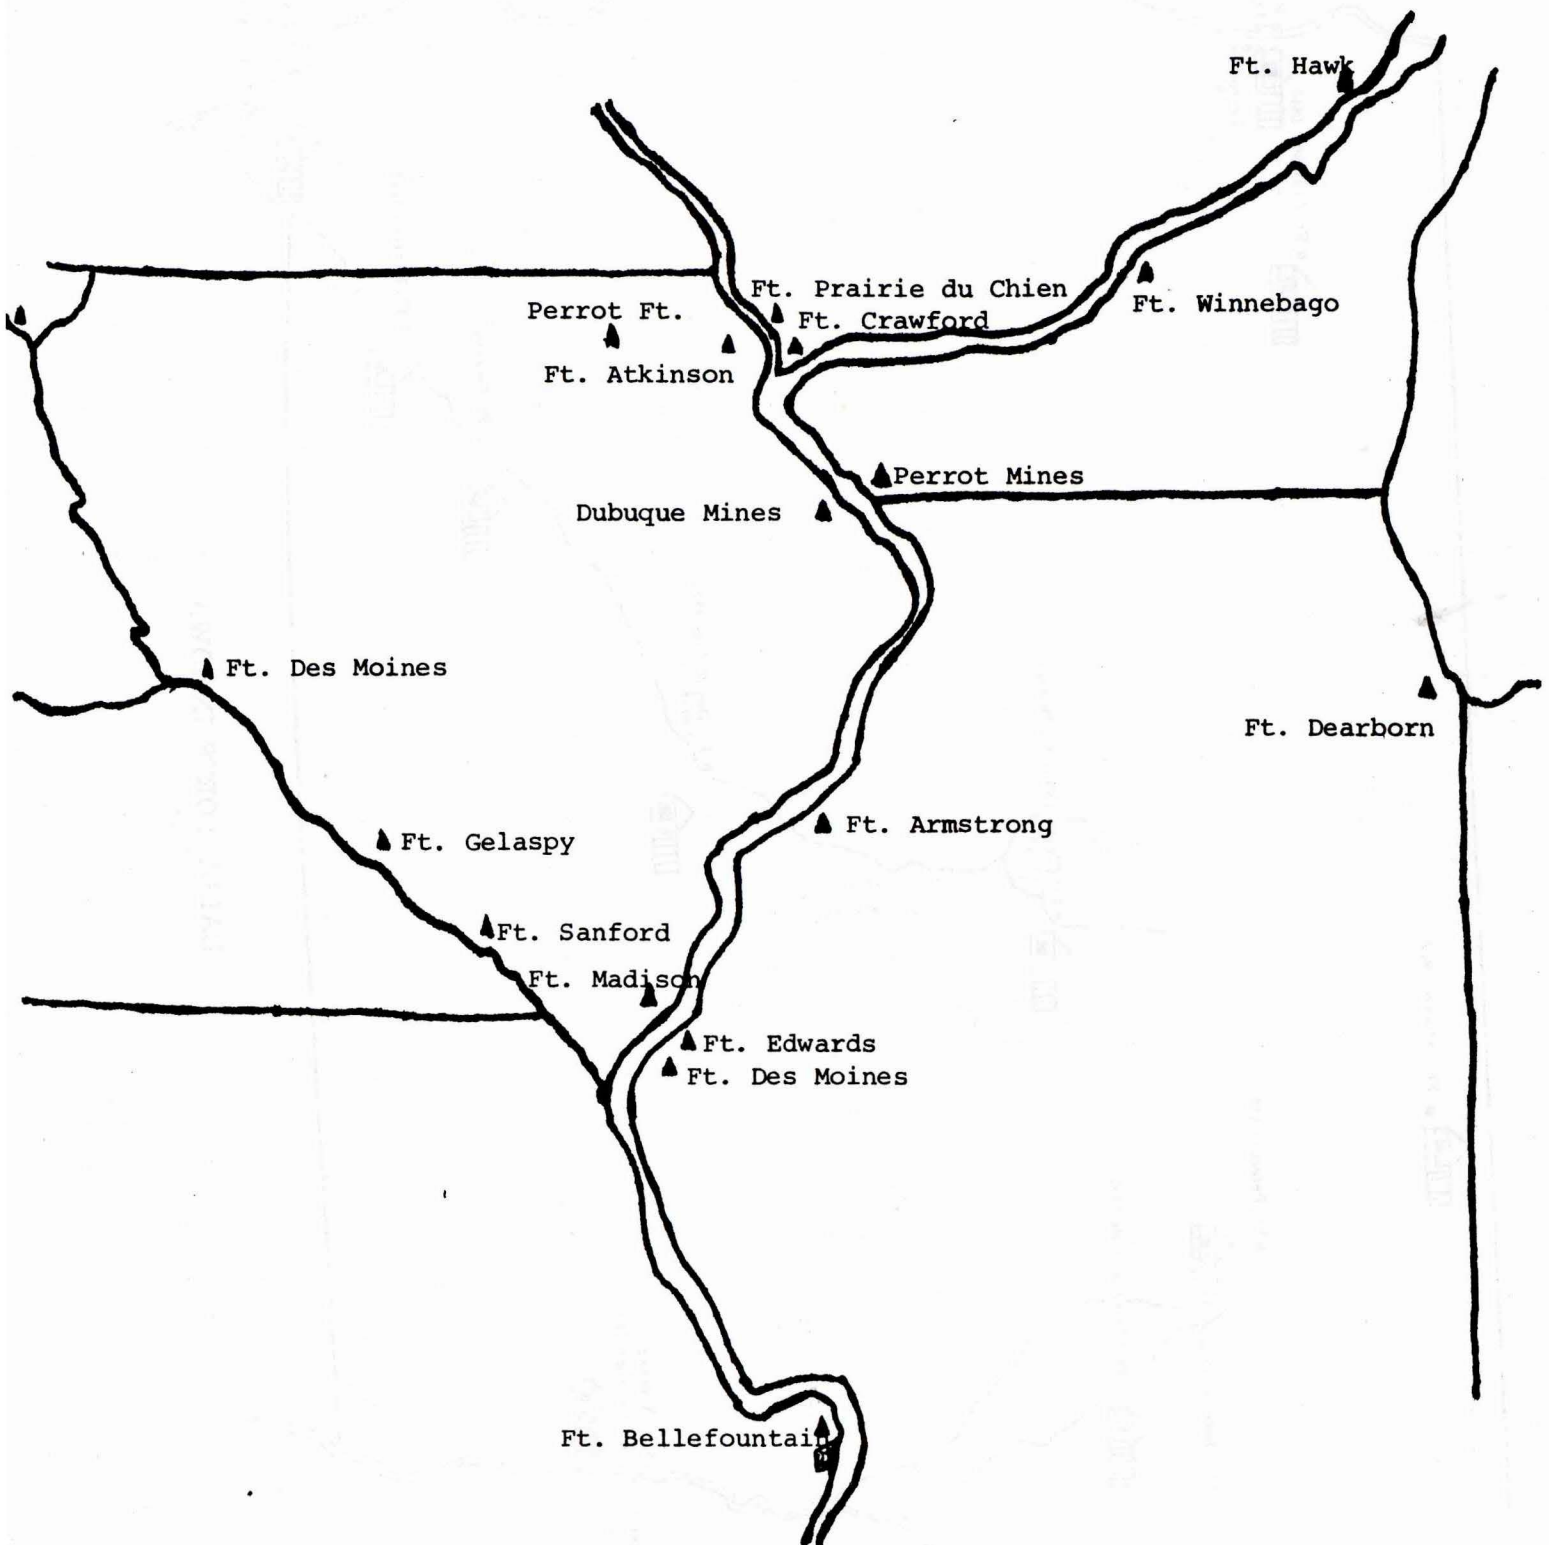 Ft. Hawk
Ft. Prairie du Chien
Ft. Winnebago
Perrot Ft.
Ft. Crawford
Ft. Atkinson
Perrot Mines
Dubuque Mines
Ft. Des Moines
Ft. Dearborn
Ft. Armstrong
Ft. Gelaspy
Ft. Sanford
Ft. Madison
Ft. Edwards
Ft. Des Moines
Ft. Bellefountain